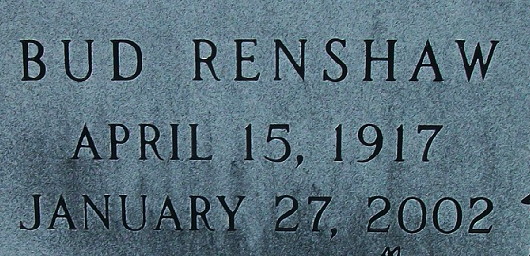 BUD RENSHAW
APRIL 15, 1917
JANUARY 27, 2002